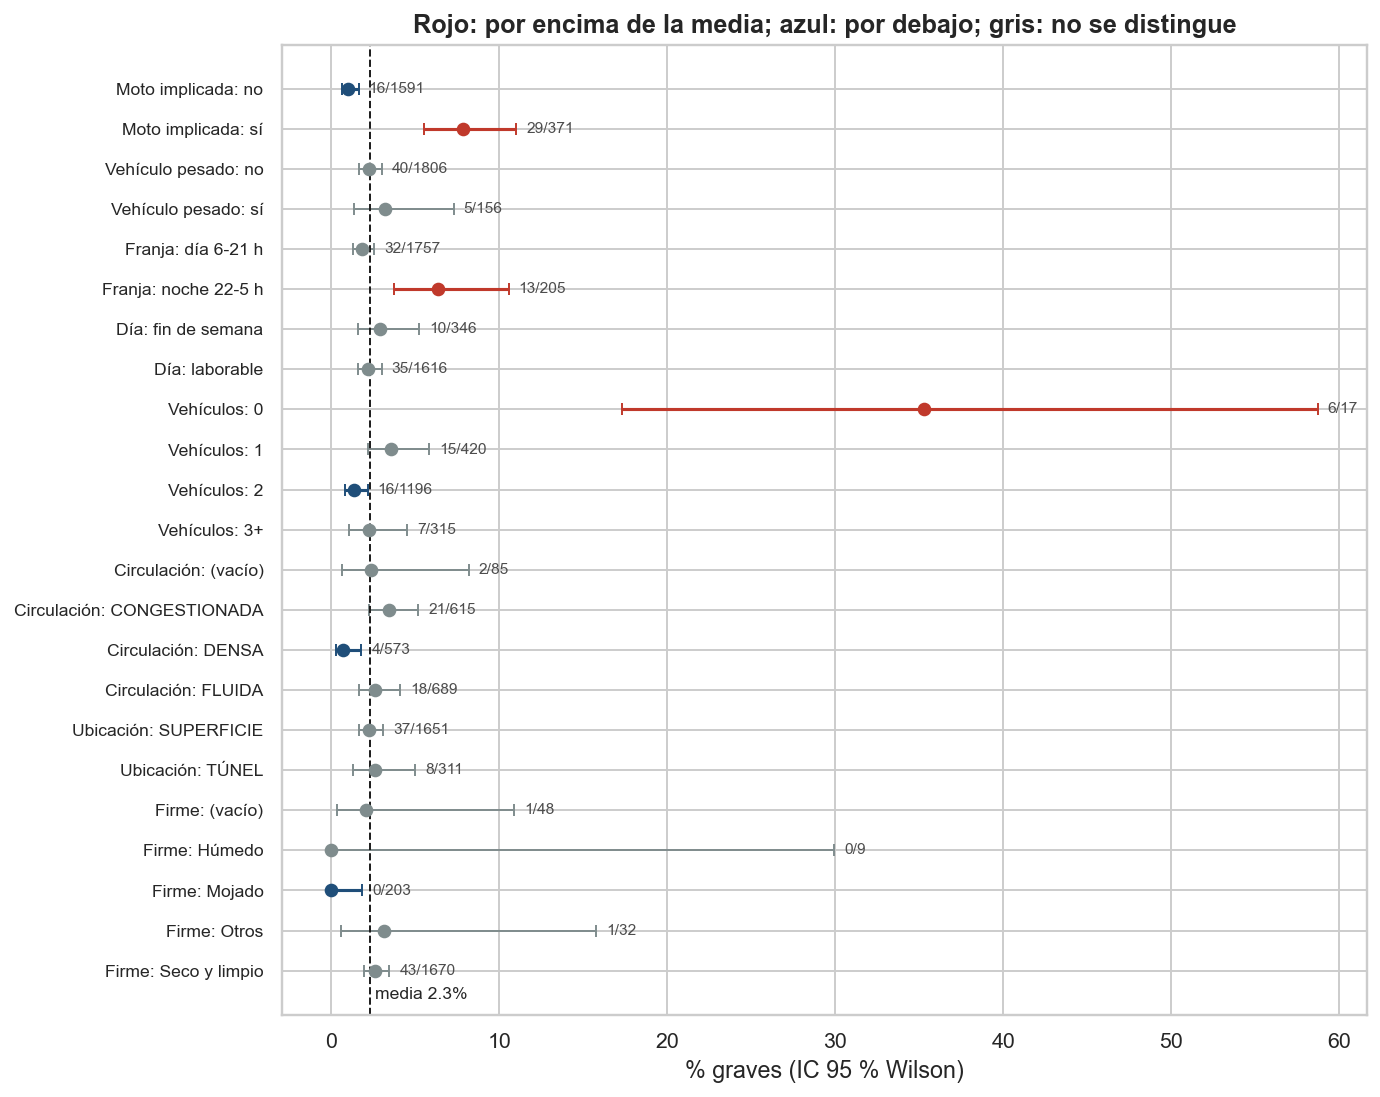 Rojo: por encima de la media; azul: por debajo; gris: no se distingue
Moto implicada: no 16/1591
Moto implicada: sí 29/371
Vehículo pesado: no 40/1806
Vehículo pesado: sí 5/156
Franja: día 6-21 h 32/1757
Franja: noche 22-5 h 13/205
Día: fin de semana 10/346
Día: laborable 35/1616
Vehículos: 0 6/17
Vehículos: 1 15/420
Vehículos: 2 16/1196
Vehículos: 3+ 7/315
Circulación: (vacío) 2/85
Circulación: CONGESTIONADA 21/615
Circulación: DENSA 4/573
Circulación: FLUIDA 18/689
Ubicación: SUPERFICIE 37/1651
Ubicación: TÚNEL 8/311
Firme: (vacío) 1/48
Firme: Húmedo 0/9
Firme: Mojado 0/203
Firme: Otros 1/32
Firme: Seco y limpio 43/1670
media 2.3%
0 10 20 30 40 50 60
% graves (IC 95 % Wilson)